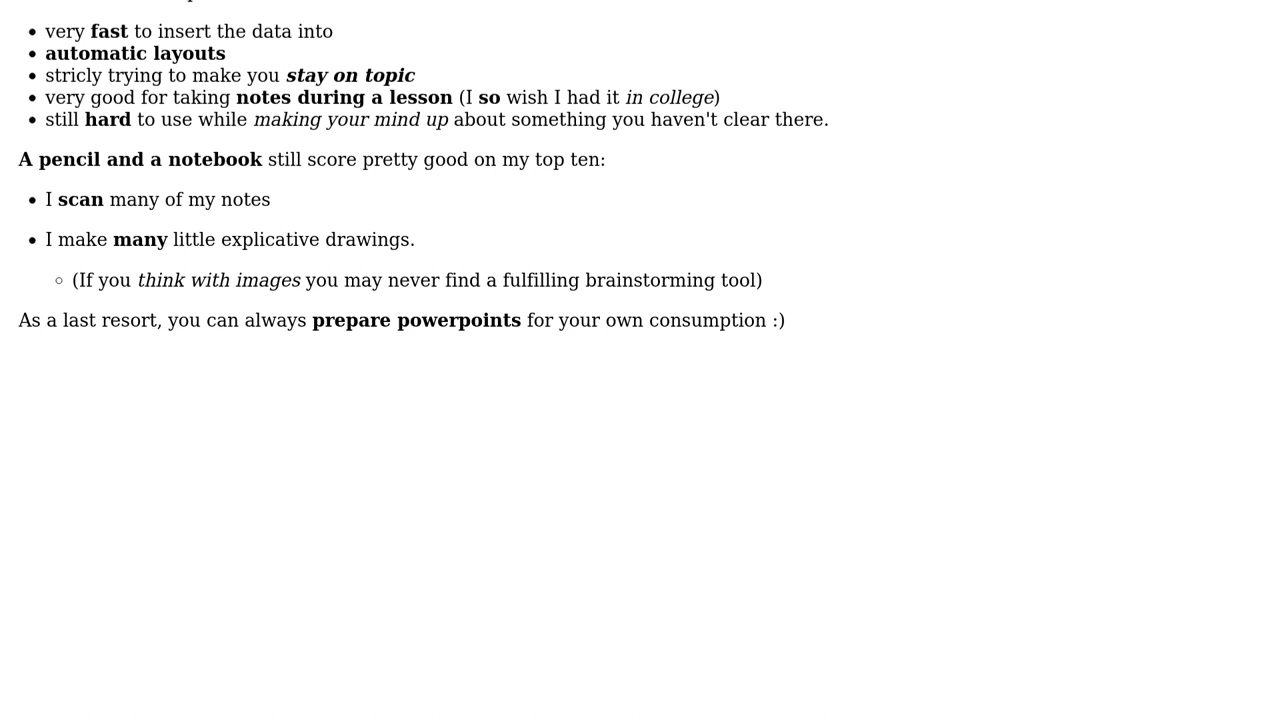 very fast to insert the data into
automatic layouts
stricly trying to make you stay on topic
very good for taking notes during a lesson (I so wish I had it in college)
still hard to use while making your mind up about something you haven't clear there.
A pencil and a notebook still score pretty good on my top ten:
I scan many of my notes
I make many little explicative drawings.
(If you think with images you may never find a fulfilling brainstorming tool)
As a last resort, you can always prepare powerpoints for your own consumption :)